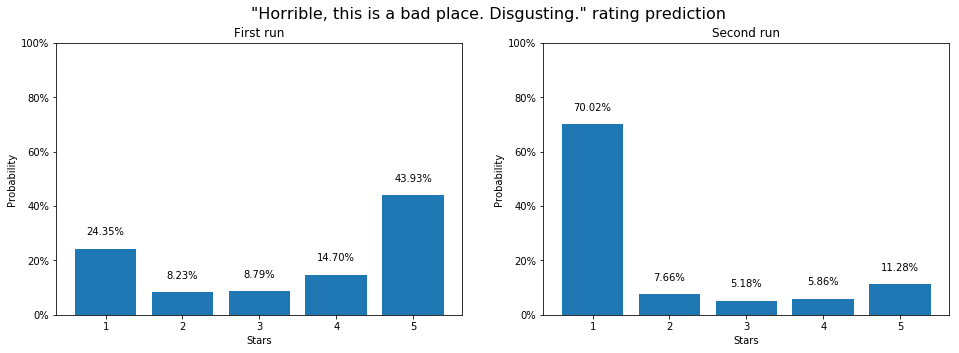 "Horrible, this is a bad place. Disgusting." rating prediction
First run
100%
80%
60%
40%
20%
0%
Probability
24.35%
8.23%
8.79%
14.70%
43.93%
1 2 3 4 5
Stars
Second run
100%
80%
60%
40%
20%
0%
Probability
70.02%
7.66%
5.18%
5.86%
11.28%
1 2 3 4 5
Stars